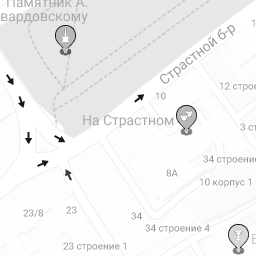 Памятник А.
вардовскому
Страстной б-р
12 строени
10
На Страстном
34 строение
8А
10 корпус 1
23/8
23
34 строение 4
23 строение 1